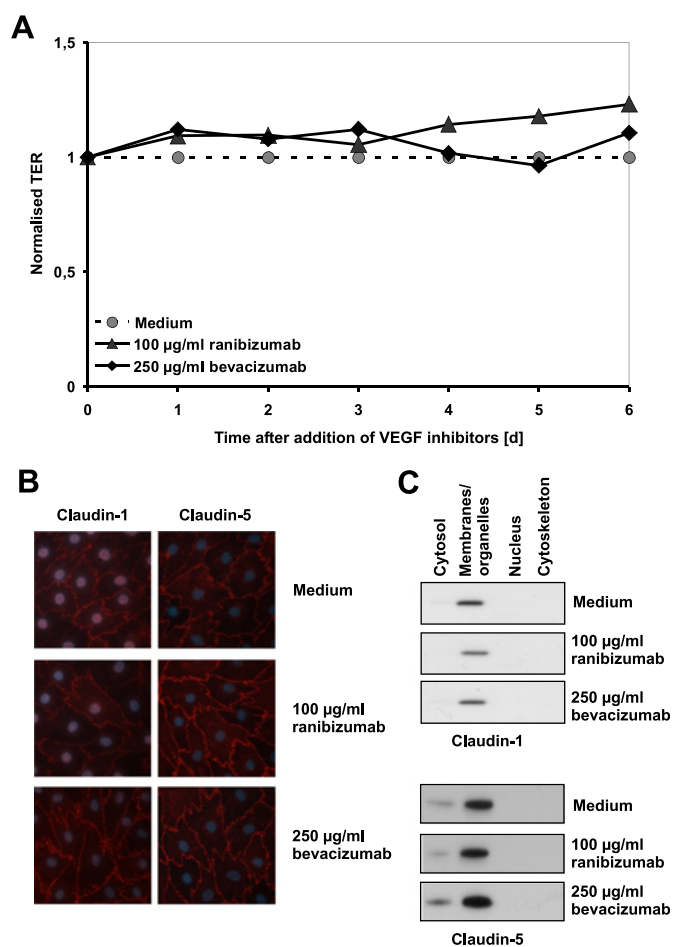 A
1,5
1
0,5
0
Normalised TER
Medium
100 µg/ml ranibizumab
250 µg/ml bevacizumab
0 1 2 3 4 5 6
Time after addition of VEGF inhibitors [d]
B
Claudin-1 Claudin-5
Medium
100 µg/ml
ranibizumab
250 µg/ml
bevacizumab
C
Cytosol
Membranes/
organelles
Nucleus
Cytoskeleton
Medium
100 µg/ml
ranibizumab
250 µg/ml
bevacizumab
Claudin-1
Medium
100 µg/ml
ranibizumab
250 µg/ml
bevacizumab
Claudin-5